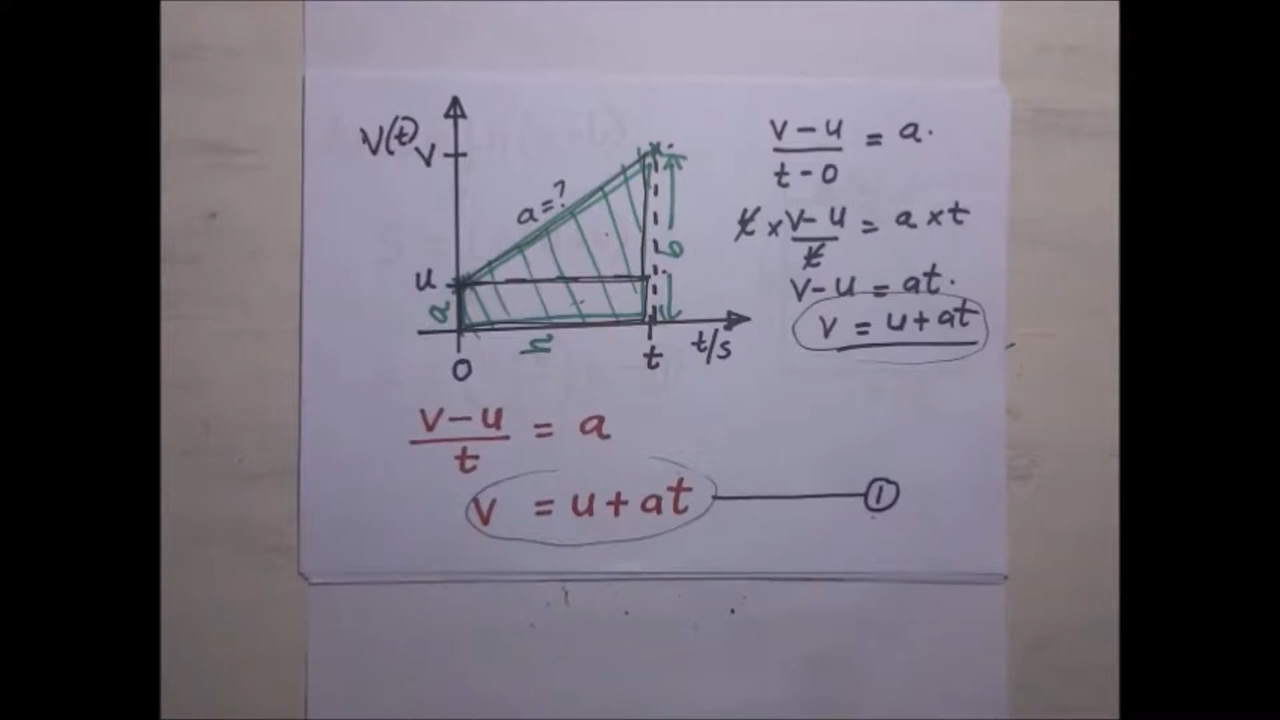 V(t)
v
a=?
u
a
b
h
0
t
t/s
v-u/t-0 = a.
t × v-u/t = a × t
v-u = at.
v = u+at
v-u/t = a
v = u+at ——— ①